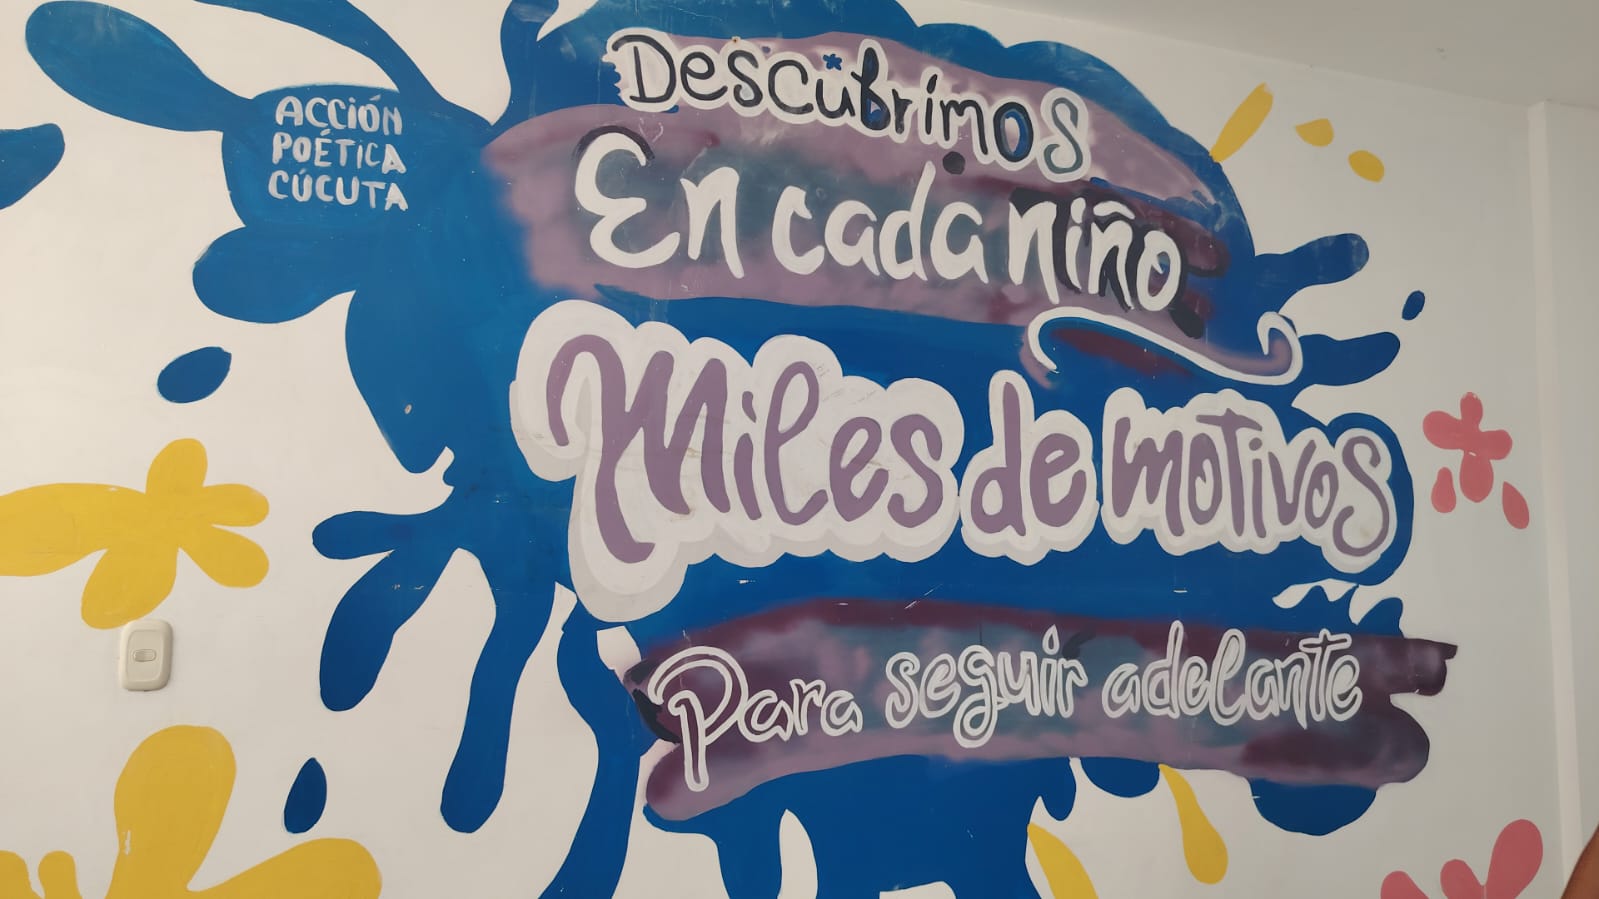 ACCIÓN
POÉTICA
CÚCUTA
Descubrimos
En cada niño
Miles de motivos
Para seguir adelante